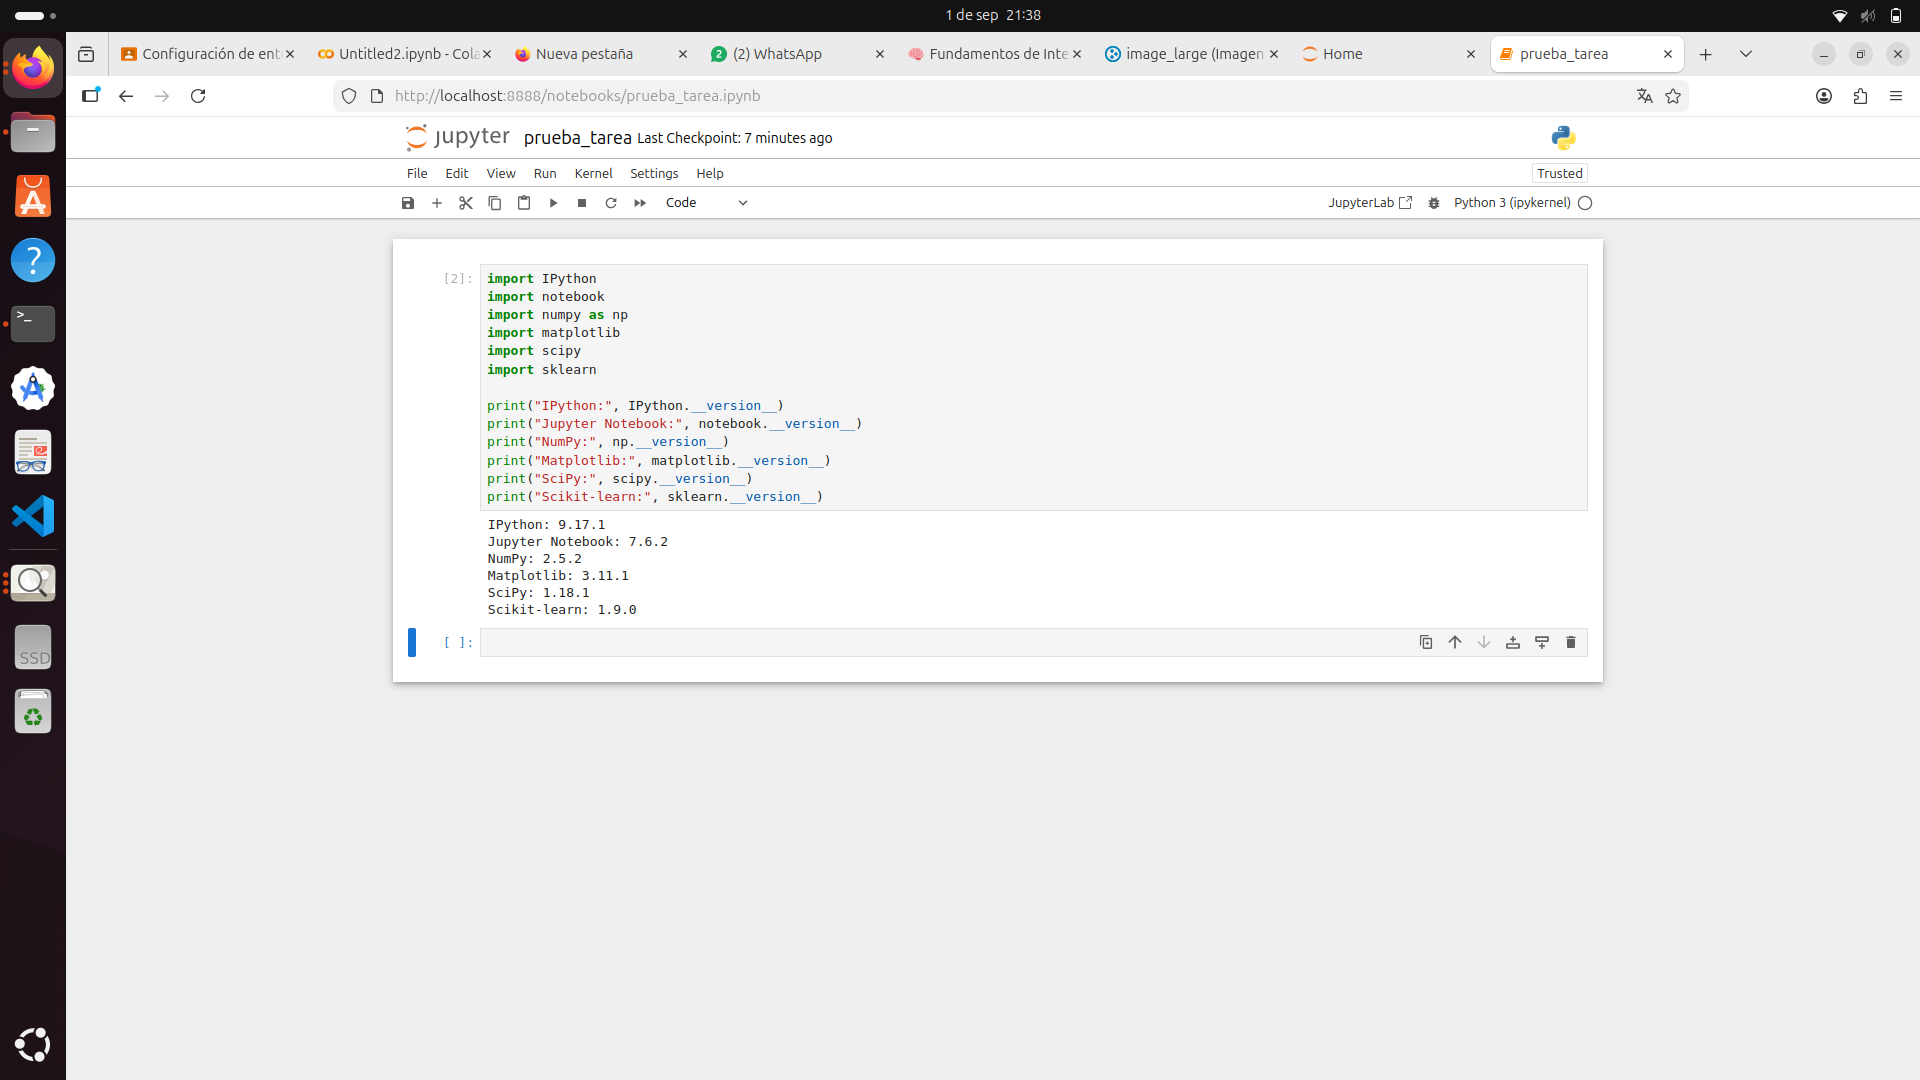 1 de sep 21:38
Configuración de ent
Untitled2.ipynb - Cola
Nueva pestaña
2 (2) WhatsApp
Fundamentos de Inte
image_large (Imagen
Home
prueba_tarea
http://localhost:8888/notebooks/prueba_tarea.ipynb
jupyter prueba_tarea Last Checkpoint: 7 minutes ago
File Edit View Run Kernel Settings Help Trusted
Code JupyterLab Python 3 (ipykernel)
[2]: import IPython
import notebook
import numpy as np
import matplotlib
import scipy
import sklearn
print("IPython:", IPython.__version__)
print("Jupyter Notebook:", notebook.__version__)
print("NumPy:", np.__version__)
print("Matplotlib:", matplotlib.__version__)
print("SciPy:", scipy.__version__)
print("Scikit-learn:", sklearn.__version__)
IPython: 9.17.1
Jupyter Notebook: 7.6.2
NumPy: 2.5.2
Matplotlib: 3.11.1
SciPy: 1.18.1
Scikit-learn: 1.9.0
[ ]:
SSD